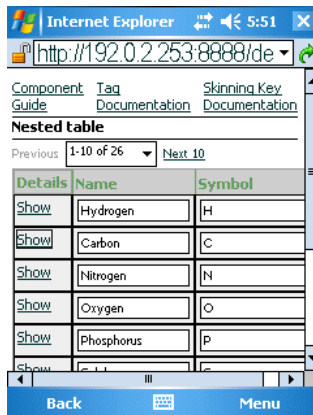 Internet Explorer 5:51
http://192.0.2.253:8888/de
Component Guide Tag Documentation Skinning Key Documentation
Nested table
Previous 1-10 of 26 Next 10
Details Name Symbol
Show Hydrogen H
Show Carbon C
Show Nitrogen N
Show Oxygen O
Show Phosphorus P
Show
Back Menu